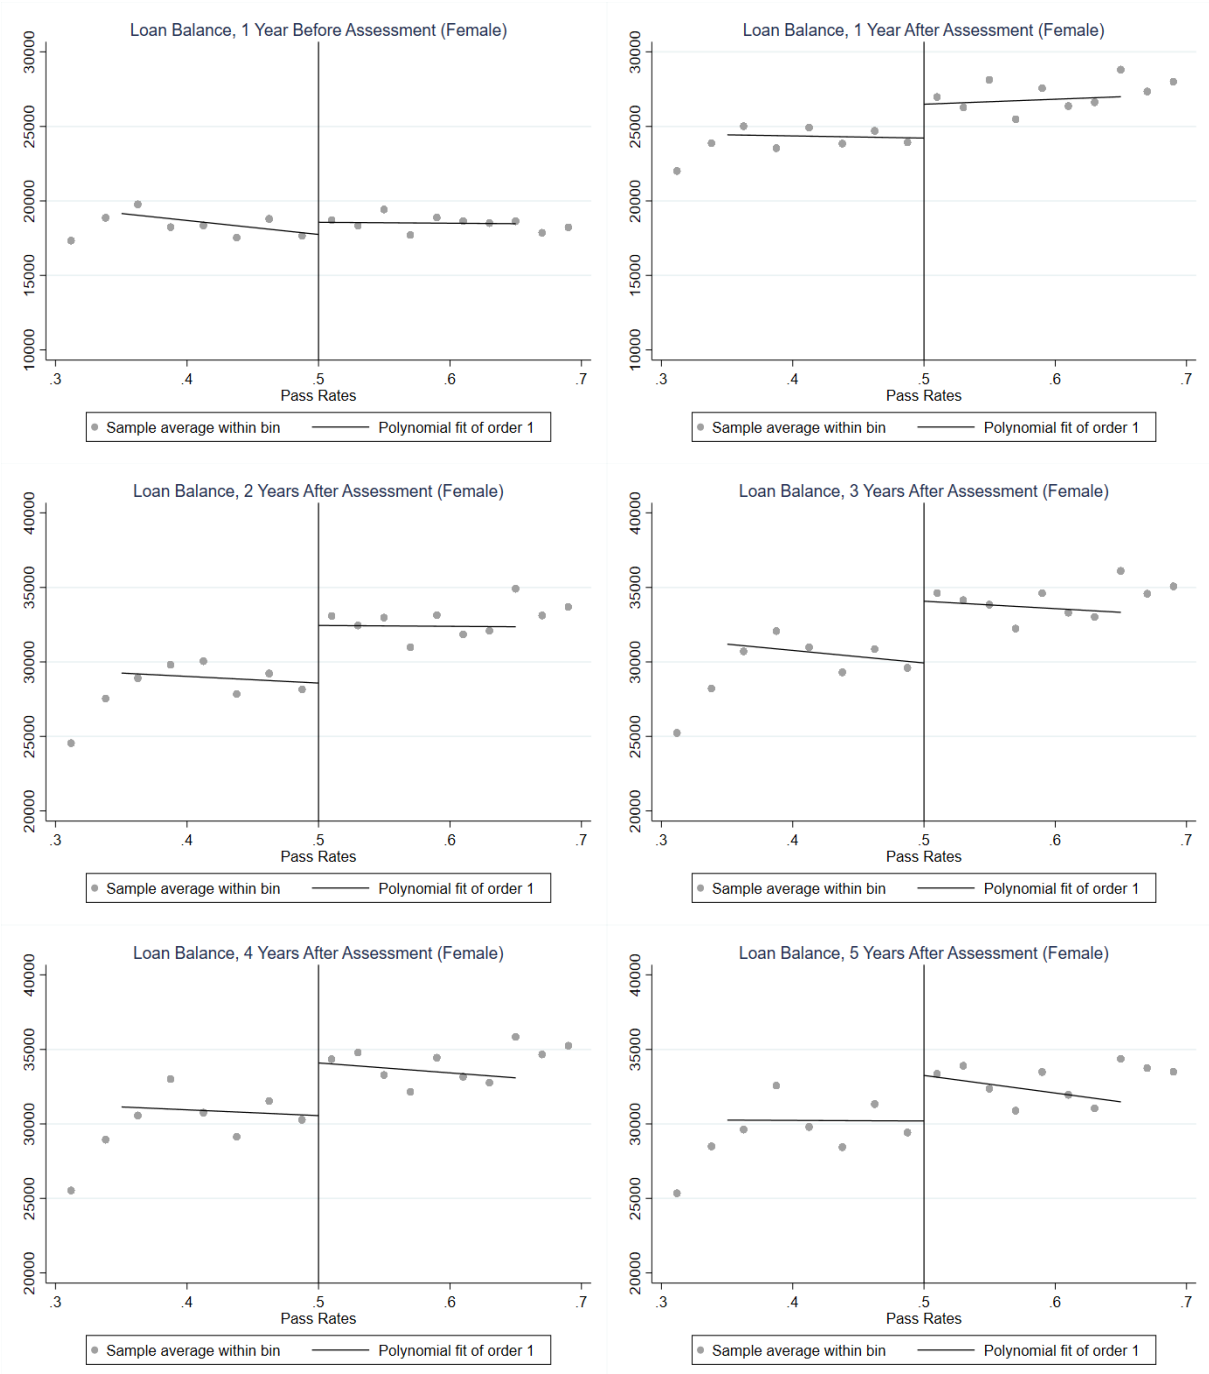 Loan Balance, 1 Year Before Assessment (Female)
30000
25000
20000
15000
10000
.3 .4 .5 .6 .7
Pass Rates
Sample average within bin Polynomial fit of order 1
Loan Balance, 1 Year After Assessment (Female)
30000
25000
20000
15000
10000
.3 .4 .5 .6 .7
Pass Rates
Sample average within bin Polynomial fit of order 1
Loan Balance, 2 Years After Assessment (Female)
40000
35000
30000
25000
20000
.3 .4 .5 .6 .7
Pass Rates
Sample average within bin Polynomial fit of order 1
Loan Balance, 3 Years After Assessment (Female)
40000
35000
30000
25000
20000
.3 .4 .5 .6 .7
Pass Rates
Sample average within bin Polynomial fit of order 1
Loan Balance, 4 Years After Assessment (Female)
40000
35000
30000
25000
20000
.3 .4 .5 .6 .7
Pass Rates
Sample average within bin Polynomial fit of order 1
Loan Balance, 5 Years After Assessment (Female)
40000
35000
30000
25000
20000
.3 .4 .5 .6 .7
Pass Rates
Sample average within bin Polynomial fit of order 1